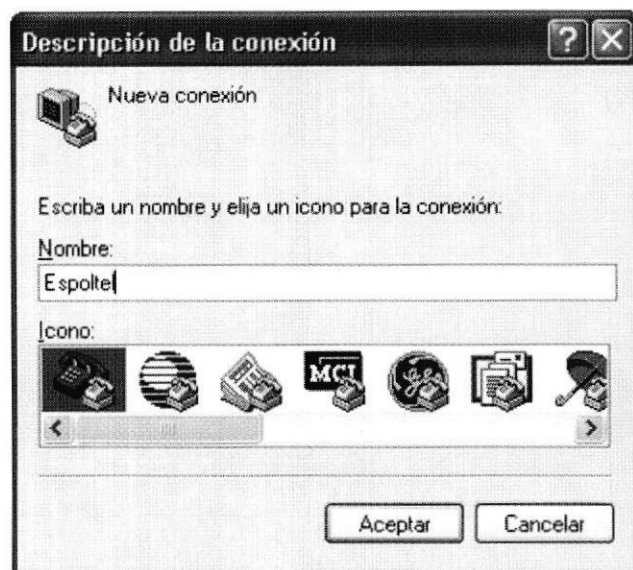 Descripción de la conexión
Nueva conexión
Escriba un nombre y elija un icono para la conexión:
Nombre:
Espoltel
Icono:
MCI
Aceptar
Cancelar